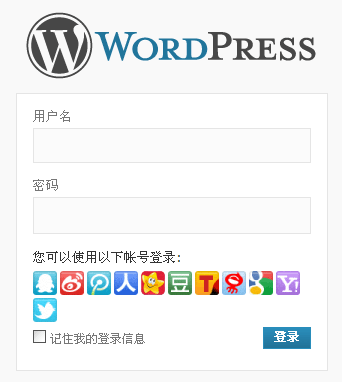 WORDPRESS
用户名
密码
您可以使用以下帐号登录:
人 豆 T g Y!
记住我的登录信息
登录